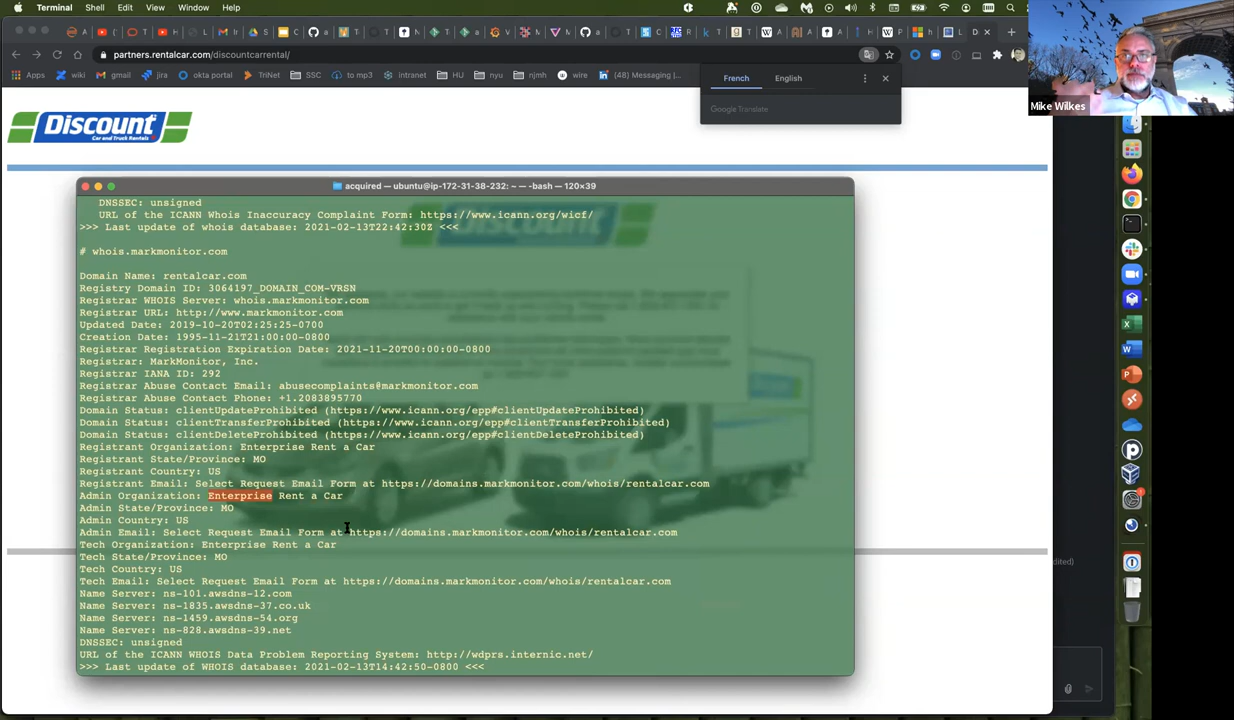 Terminal Shell Edit View Window Help
partners.rentalcar.com/discountcarrental/
Apps wiki gmail jira okta portal TriNet SSC to mp3 intranet HU nyu njmh wire (48) Messaging |...
French English
Google Translate
Mike Wilkes
Discount
Car and Truck Rentals
acquired — ubuntu@ip-172-31-38-232: ~ — -bash — 120×39
DNSSEC: unsigned
URL of the ICANN Whois Inaccuracy Complaint Form: https://www.icann.org/wicf/
>>> Last update of whois database: 2021-02-13T22:42:30Z <<<
# whois.markmonitor.com
Domain Name: rentalcar.com
Registry Domain ID: 3064197_DOMAIN_COM-VRSN
Registrar WHOIS Server: whois.markmonitor.com
Registrar URL: http://www.markmonitor.com
Updated Date: 2019-10-20T02:25:25-0700
Creation Date: 1995-11-21T21:00:00-0800
Registrar Registration Expiration Date: 2021-11-20T00:00:00-0800
Registrar: MarkMonitor, Inc.
Registrar IANA ID: 292
Registrar Abuse Contact Email: abusecomplaints@markmonitor.com
Registrar Abuse Contact Phone: +1.2083895770
Domain Status: clientUpdateProhibited (https://www.icann.org/epp#clientUpdateProhibited)
Domain Status: clientTransferProhibited (https://www.icann.org/epp#clientTransferProhibited)
Domain Status: clientDeleteProhibited (https://www.icann.org/epp#clientDeleteProhibited)
Registrant Organization: Enterprise Rent a Car
Registrant State/Province: MO
Registrant Country: US
Registrant Email: Select Request Email Form at https://domains.markmonitor.com/whois/rentalcar.com
Admin Organization: Enterprise Rent a Car
Admin State/Province: MO
Admin Country: US
Admin Email: Select Request Email Form at https://domains.markmonitor.com/whois/rentalcar.com
Tech Organization: Enterprise Rent a Car
Tech State/Province: MO
Tech Country: US
Tech Email: Select Request Email Form at https://domains.markmonitor.com/whois/rentalcar.com
Name Server: ns-101.awsdns-12.com
Name Server: ns-1835.awsdns-37.co.uk
Name Server: ns-1459.awsdns-54.org
Name Server: ns-828.awsdns-39.net
DNSSEC: unsigned
URL of the ICANN WHOIS Data Problem Reporting System: http://wdprs.internic.net/
>>> Last update of WHOIS database: 2021-02-13T14:42:50-0800 <<<